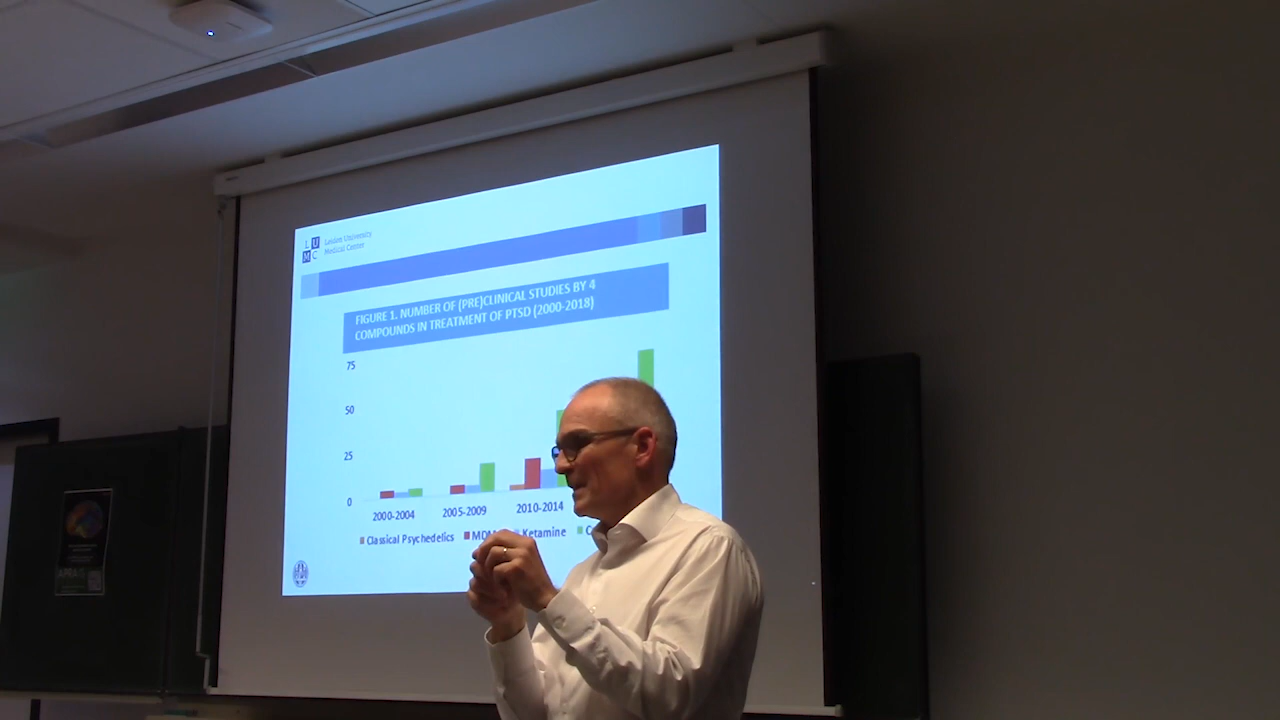 L U
M C
Leiden University
Medical Center
FIGURE 1. NUMBER OF (PRE)CLINICAL STUDIES BY 4
COMPOUNDS IN TREATMENT OF PTSD (2000-2018)
75
50
25
0
2000-2004 2005-2009 2010-2014
Classical Psychedelics Ketamine